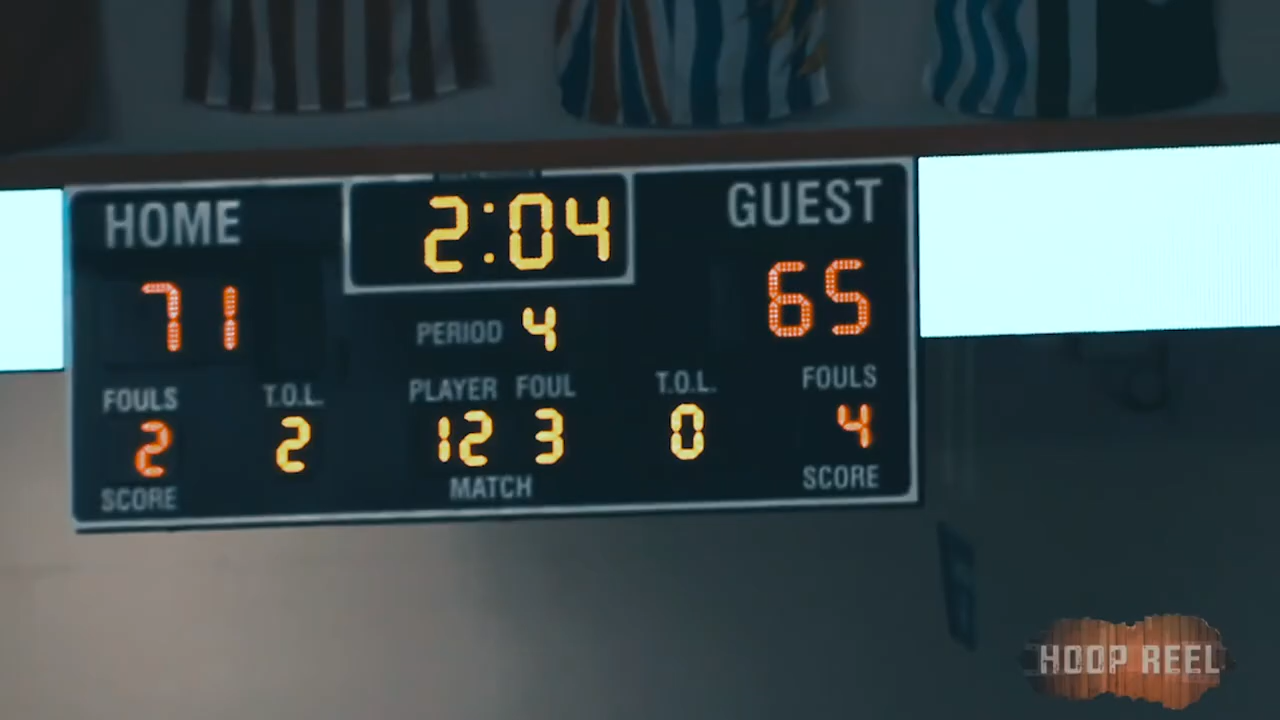 HOME 2:04 GUEST
71 PERIOD 4 65
FOULS T.O.L. PLAYER FOUL T.O.L. FOULS
2 2 12 3 0 4
SCORE MATCH SCORE
HOOP REEL